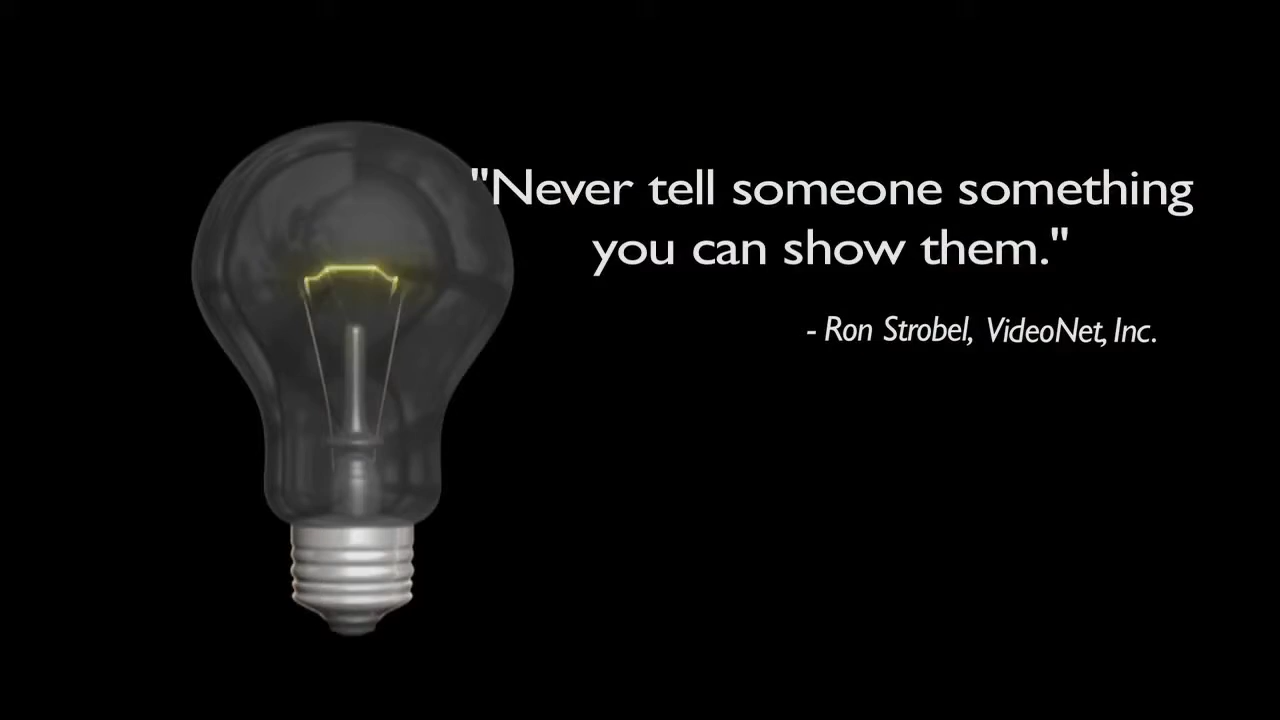 "Never tell someone something
you can show them."
- Ron Strobel, VideoNet, Inc.